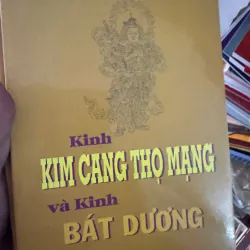 Kinh
KIM CANG THỌ MẠNG
và Kinh
BÁT DƯƠNG